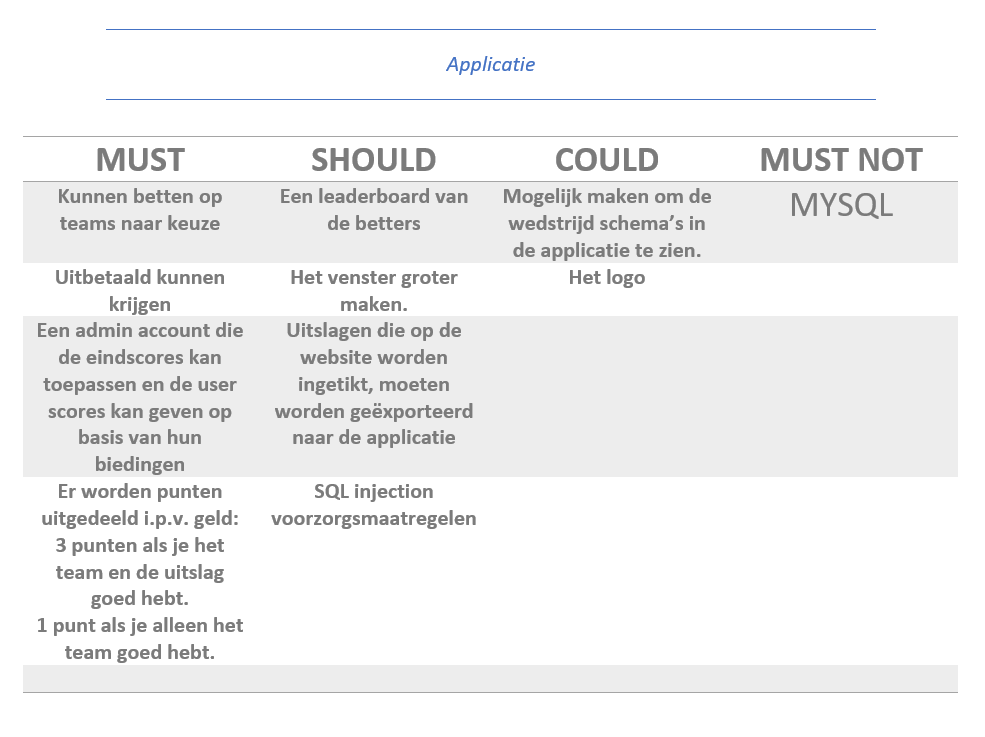 Applicatie
MUST SHOULD COULD MUST NOT
Kunnen betten op
teams naar keuze
Een leaderboard van
de betters
Mogelijk maken om de
wedstrijd schema’s in
de applicatie te zien.
MYSQL
Uitbetaald kunnen
krijgen
Het venster groter
maken.
Het logo
Een admin account die
de eindscores kan
toepassen en de user
scores kan geven op
basis van hun
biedingen
Uitslagen die op de
website worden
ingetikt, moeten
worden geëxporteerd
naar de applicatie
Er worden punten
uitgedeeld i.p.v. geld:
3 punten als je het
team en de uitslag
goed hebt.
1 punt als je alleen het
team goed hebt.
SQL injection
voorzorgsmaatregelen